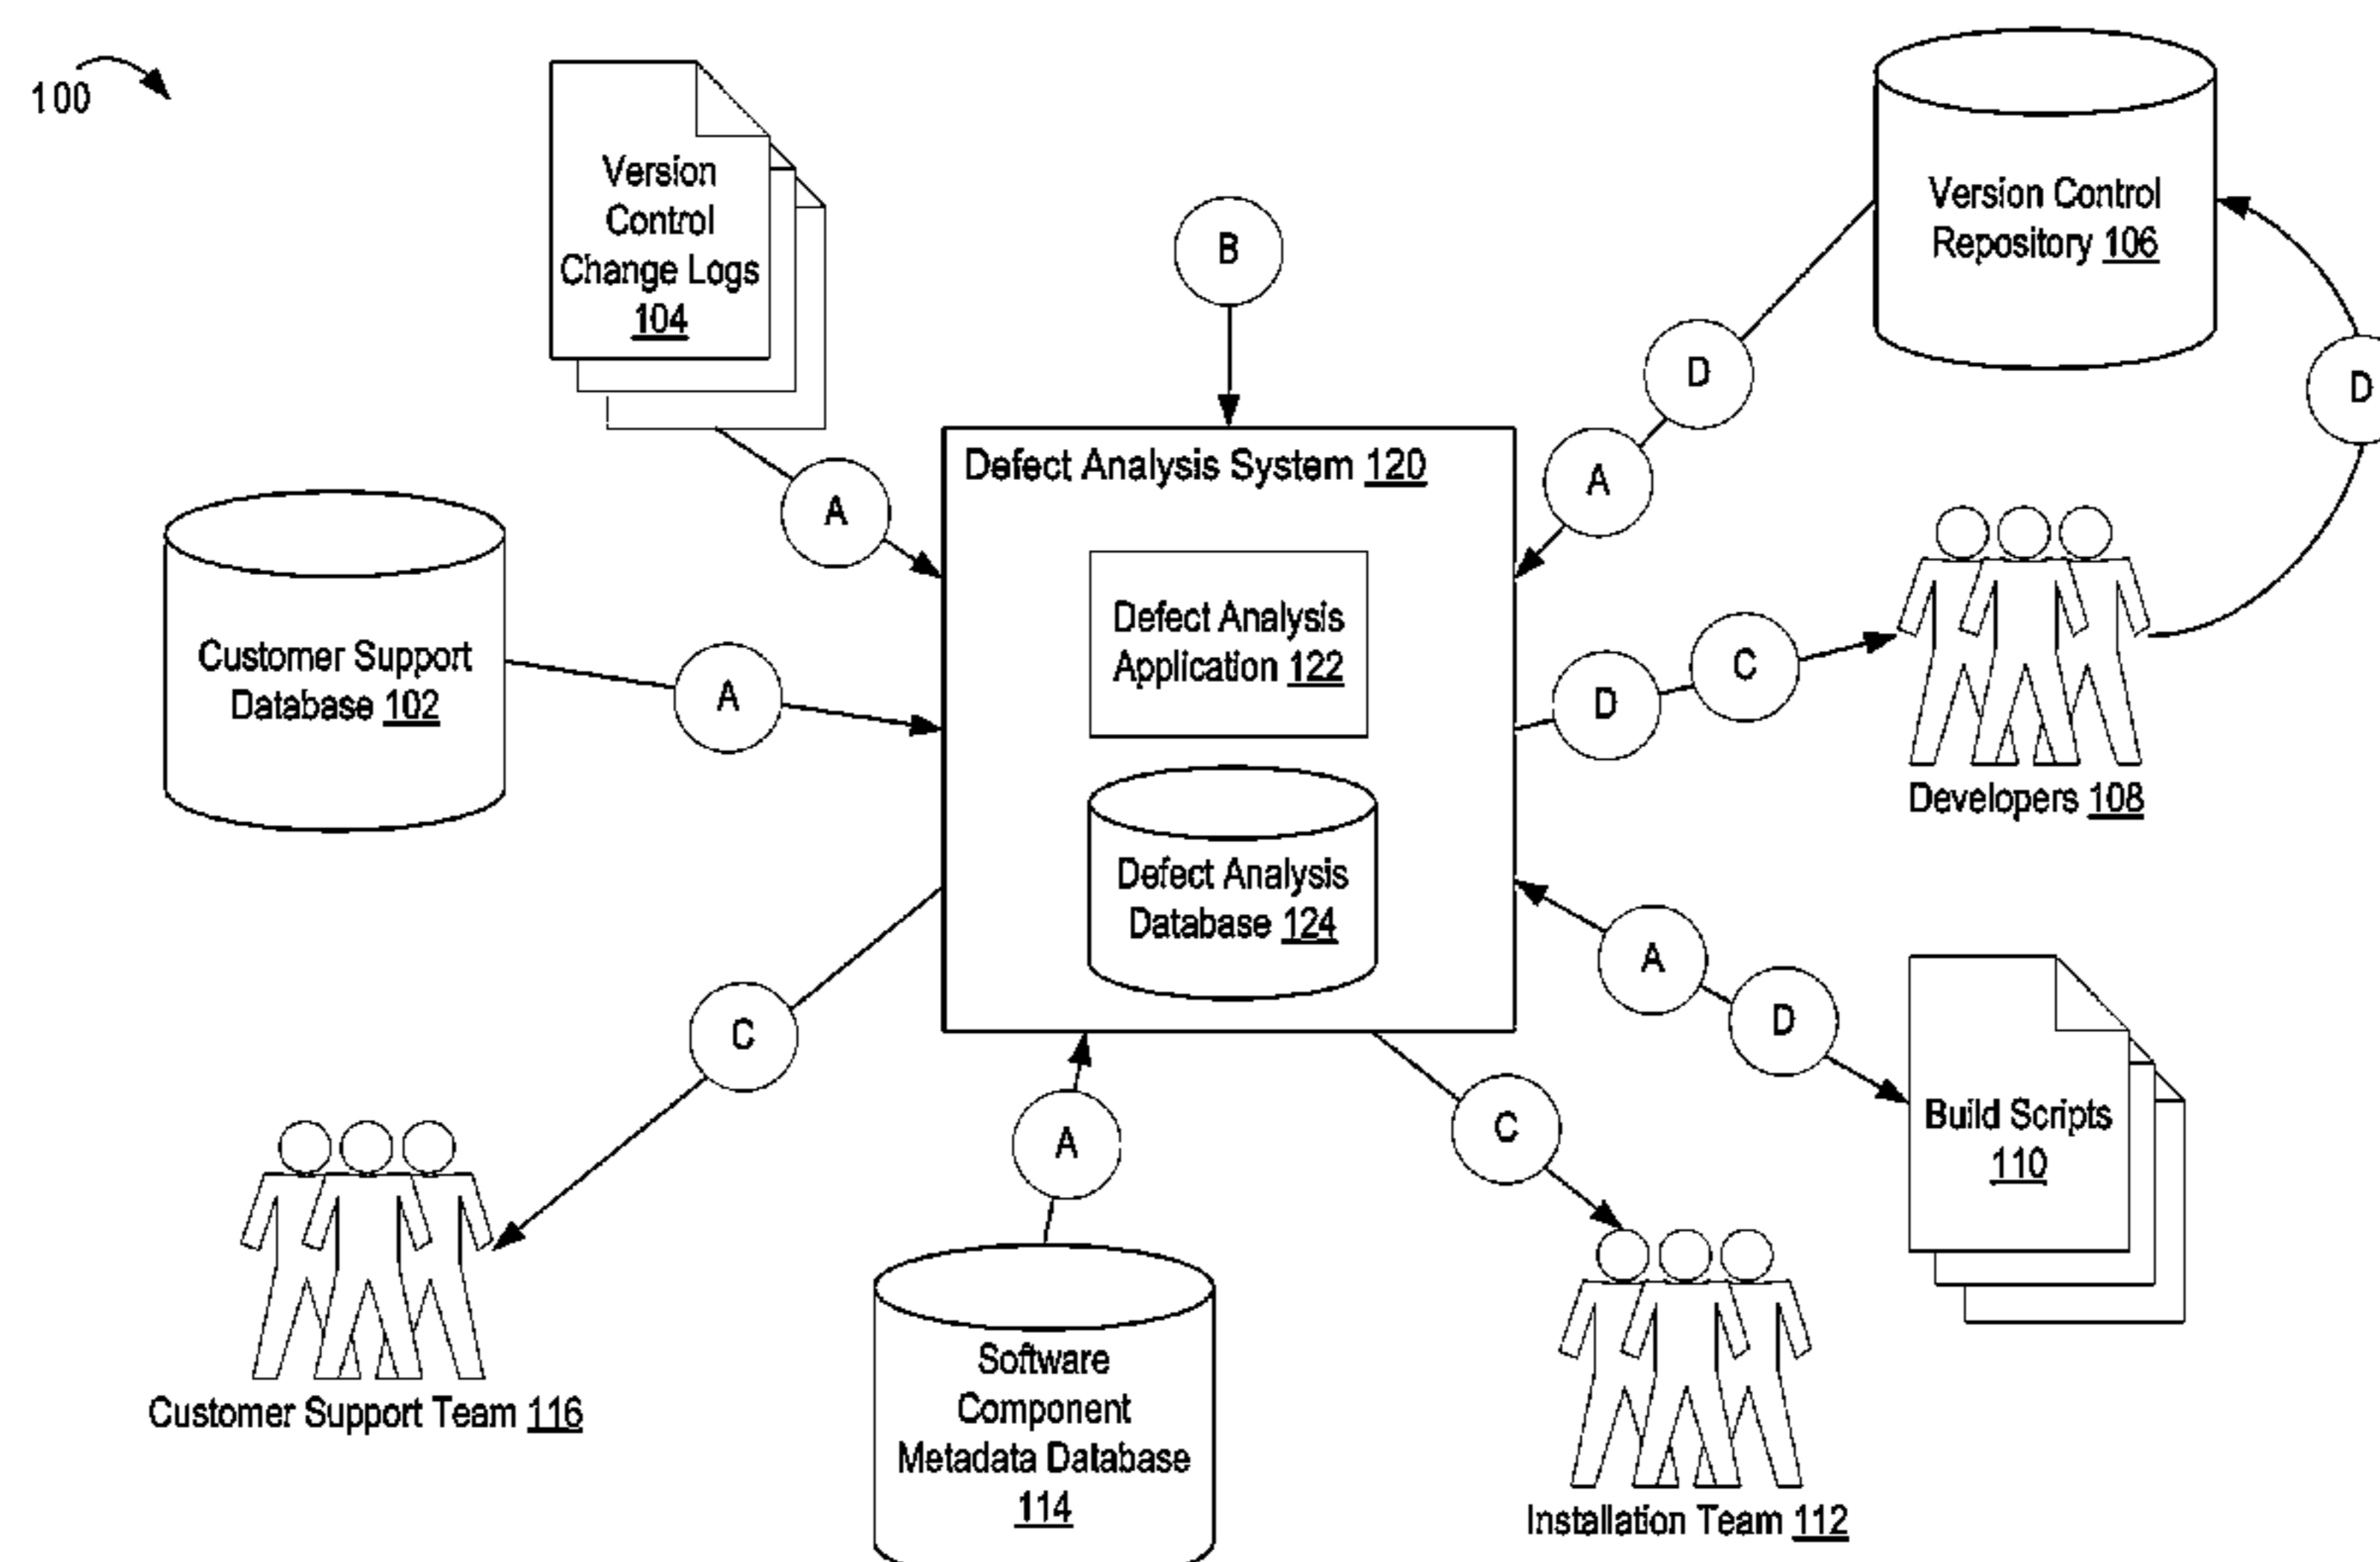 100
Version
Control
Change Logs
104
B
Version Control
Repository 106
D
D
A
Defect Analysis System 120
A
Customer Support
Database 102
A
Defect Analysis
Application 122
D
C
Developers 108
Defect Analysis
Database 124
A
D
C
A
C
Build Scripts
110
Customer Support Team 116
Software
Component
Metadata Database
114
Installation Team 112